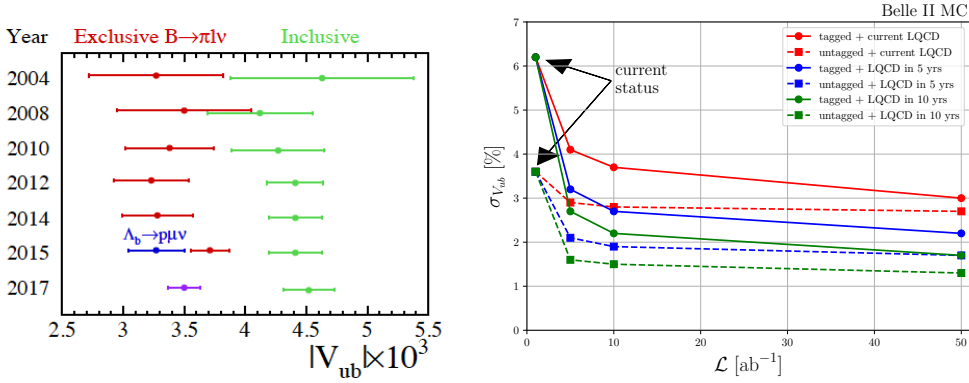 Year
Exclusive B→πlν
Inclusive
2004
2008
2010
2012
2014
Λb→pμν
2015
2017
2.5 3 3.5 4 4.5 5 5.5
|Vub|×10³
Belle II MC
7
6
5
4
3
2
1
0
σVub [%]
current
status
tagged + current LQCD
untagged + current LQCD
tagged + LQCD in 5 yrs
untagged + LQCD in 5 yrs
tagged + LQCD in 10 yrs
untagged + LQCD in 10 yrs
0 10 20 30 40 50
ℒ [ab⁻¹]